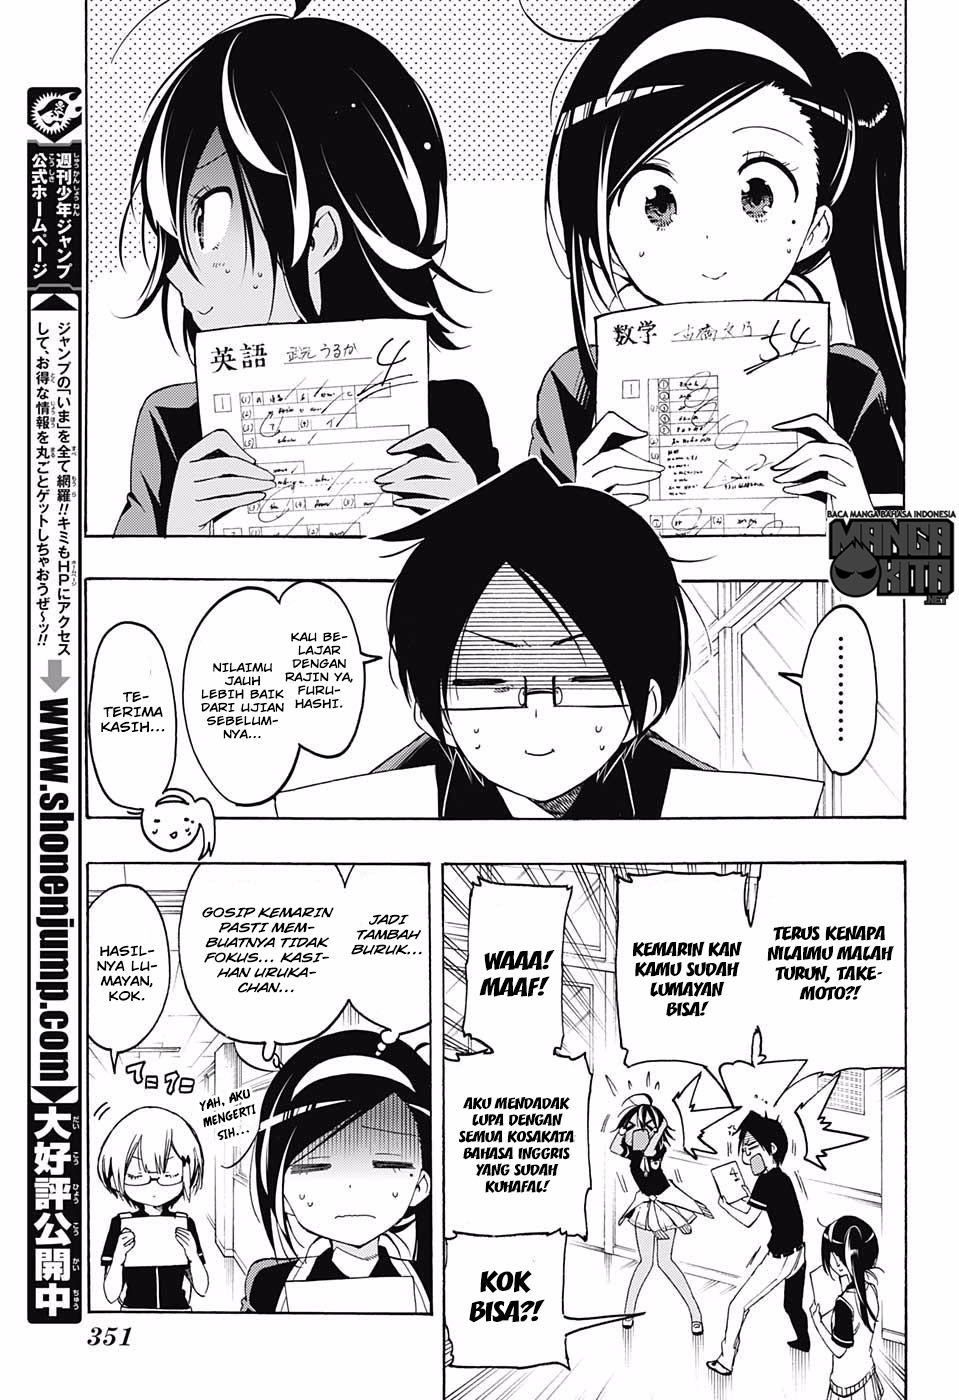 英語 武元うるか 4
数学 古橋文乃 54
BACA MANGA BAHASA INDONESIA
MANGA
KITA
.NET
..........
KAU BE-
LAJAR
DENGAN
RAJIN YA,
FURU-
HASHI.
NILAIMU
JAUH
LEBIH BAIK
DARI UJIAN
SEBELUM-
NYA...
TE-
TERIMA
KASIH...
TERUS KENAPA
NILAIMU MALAH
TURUN, TAKE-
MOTO?!
KEMARIN KAN
KAMU SUDAH
LUMAYAN
BISA!
WAAA!
MAAF!
AKU MENDADAK
LUPA DENGAN
SEMUA KOSAKATA
BAHASA INGGRIS
YANG SUDAH
KUHAFAL!
KOK
BISA?!
JADI
TAMBAH
BURUK...
GOSIP KEMARIN
PASTI MEM-
BUATNYA TIDAK
FOKUS... KASI-
HAN URUKA-
CHAN...
YAH, AKU
MENGERTI
SIH...
HASIL-
NYA LU-
MAYAN,
KOK.
週刊少年ジャンプ
公式ホームページ
ジャンプの「いま」を全て網羅!!キミもHPにアクセス
して、お得な情報を丸ごとゲットしちゃおうぜ〜ッ!!
www.shonenjump.com
大好評公開中
351